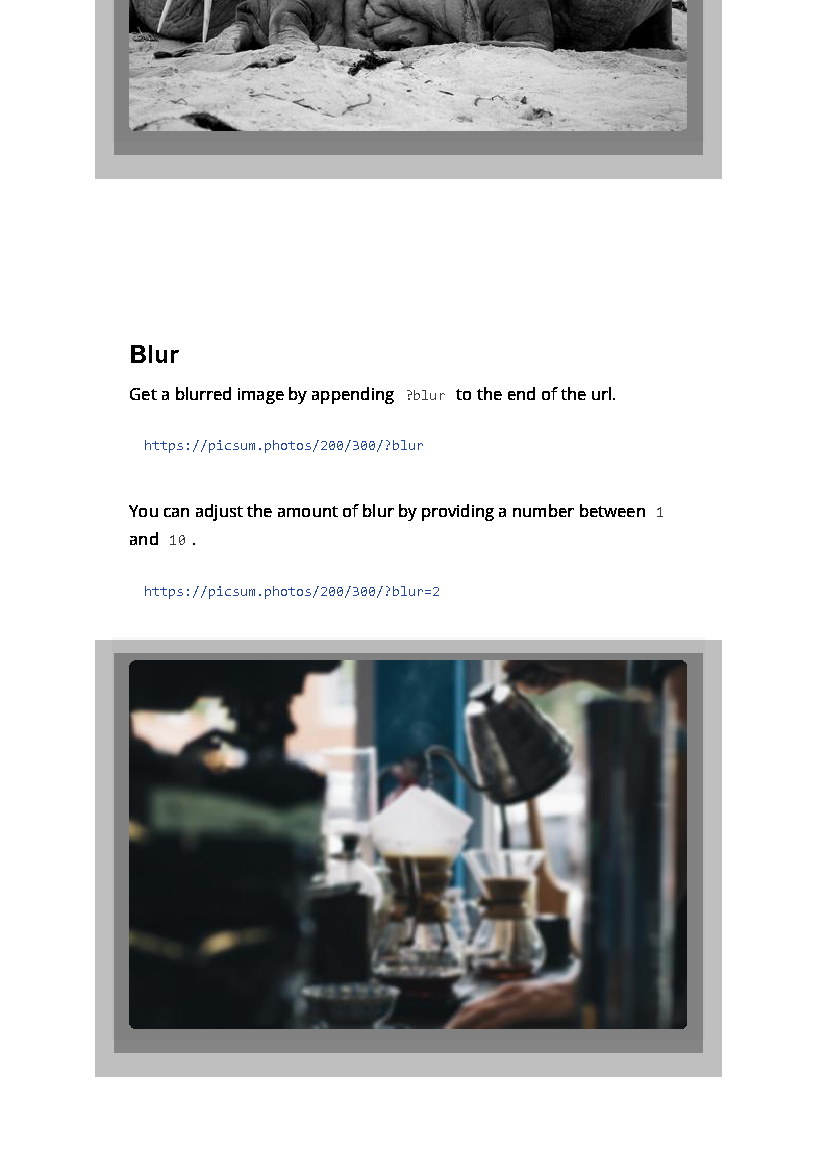 Blur
Get a blurred image by appending ?blur to the end of the url.
https://picsum.photos/200/300/?blur
You can adjust the amount of blur by providing a number between 1
and 10 .
https://picsum.photos/200/300/?blur=2